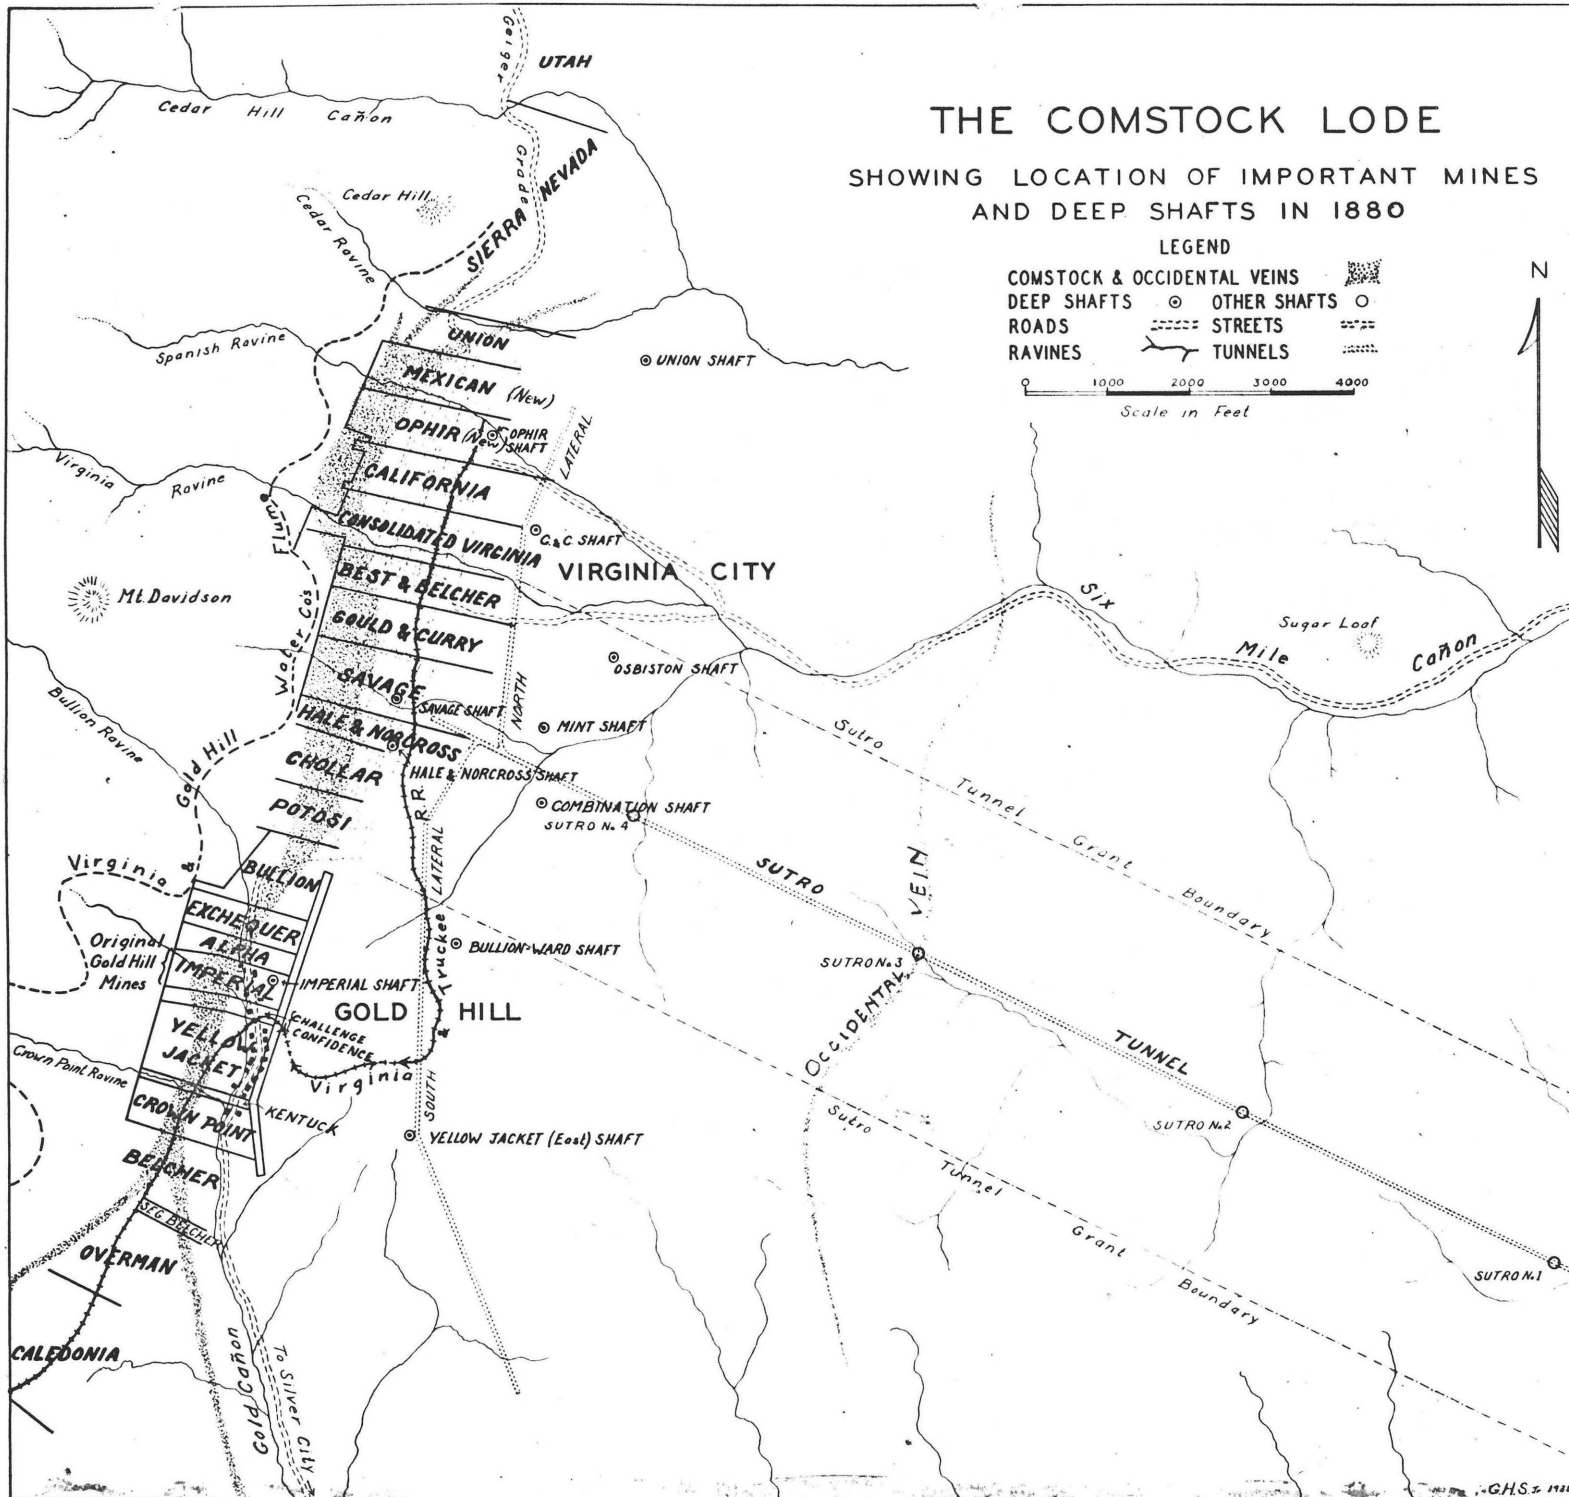 THE COMSTOCK LODE
SHOWING LOCATION OF IMPORTANT MINES
AND DEEP SHAFTS IN 1880
LEGEND
COMSTOCK & OCCIDENTAL VEINS
DEEP SHAFTS
OTHER SHAFTS
ROADS
STREETS
RAVINES
TUNNELS
0 1000 2000 3000 4000
Scale in Feet
N
Geiger
Grade
UTAH
Cedar Hill Cañon
Cedar Hill
Cedar Ravine
SIERRA NEVADA
Spanish Ravine
UNION
UNION SHAFT
MEXICAN (New)
OPHIR (New)
OPHIR
SHAFT
LATERAL
Virginia Ravine
CALIFORNIA
CONSOLIDATED VIRGINIA
C. & C. SHAFT
Flume
VIRGINIA CITY
BEST & BELCHER
Mt. Davidson
Water Cos
GOULD & CURRY
Six
Mile
Cañon
Sugar Loaf
SAVAGE
SAVAGE SHAFT
OSBISTON SHAFT
NORTH
MINT SHAFT
Bullion Ravine
HALE & NORCROSS
HALE & NORCROSS SHAFT
Gold Hill
CHOLLAR
POTOSI
R.R.
COMBINATION SHAFT
SUTRO No. 4
Sutro
Tunnel
Grant
Boundary
Virginia &
BULLION
LATERAL
SUTRO
VEIN
EXCHEQUER
ALPHA
IMPERIAL
Original
Gold Hill
Mines
IMPERIAL SHAFT
BULLION-WARD SHAFT
& Truckee
SUTRO No. 3
GOLD HILL
OCCIDENTAL
YELLOW
JACKET
CHALLENGE
CONFIDENCE
Virginia
Crown Point Ravine
TUNNEL
CROWN POINT
KENTUCK
SOUTH
YELLOW JACKET (East) SHAFT
SUTRO No. 2
Sutro
Tunnel
Grant
Boundary
BELCHER
SEG. BELCHER
OVERMAN
SUTRO No. 1
CALEDONIA
Gold Cañon
To Silver City